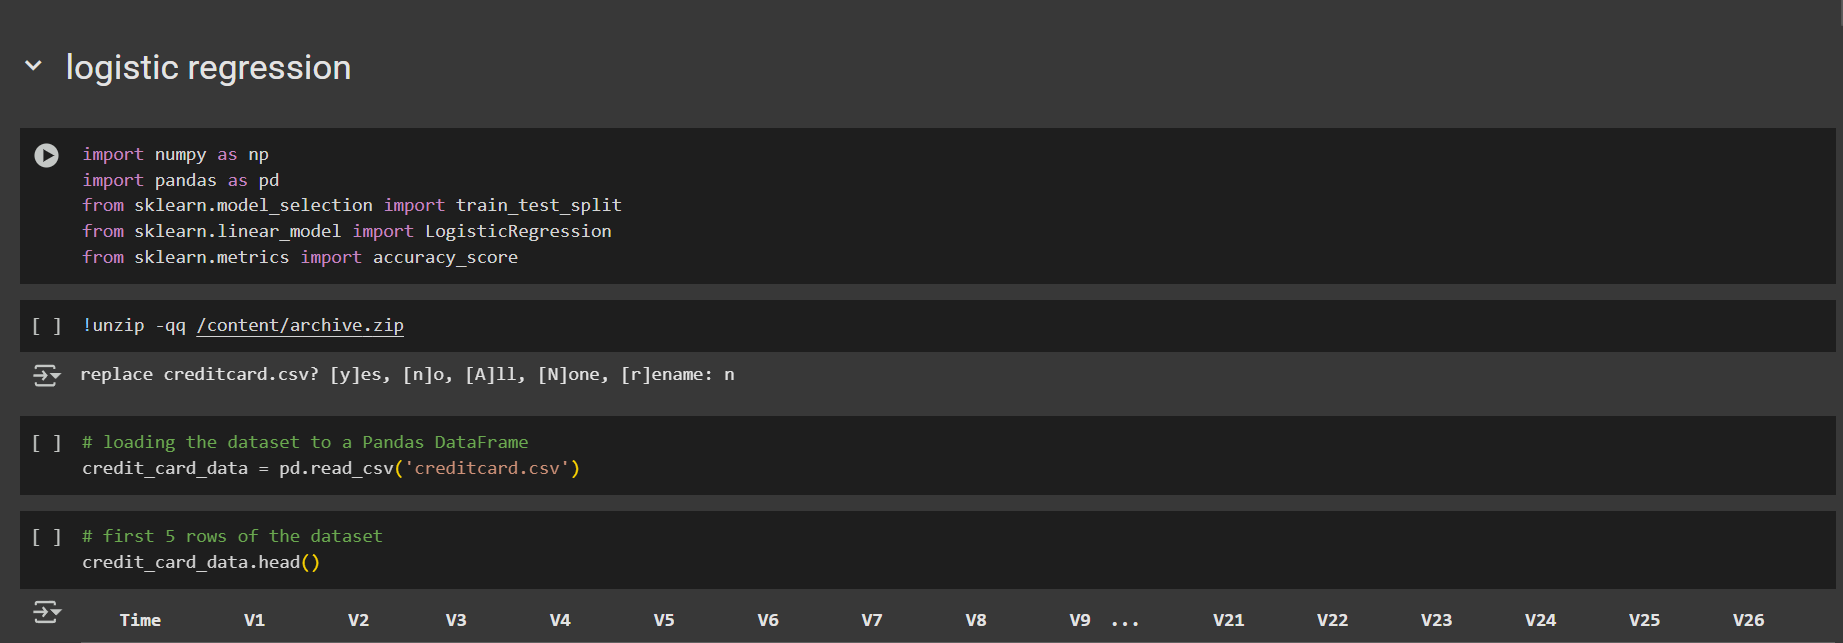 logistic regression
import numpy as np
import pandas as pd
from sklearn.model_selection import train_test_split
from sklearn.linear_model import LogisticRegression
from sklearn.metrics import accuracy_score
[ ] !unzip -qq /content/archive.zip
replace creditcard.csv? [y]es, [n]o, [A]ll, [N]one, [r]ename: n
[ ] # loading the dataset to a Pandas DataFrame
credit_card_data = pd.read_csv('creditcard.csv')
[ ] # first 5 rows of the dataset
credit_card_data.head()
Time V1 V2 V3 V4 V5 V6 V7 V8 V9 ... V21 V22 V23 V24 V25 V26